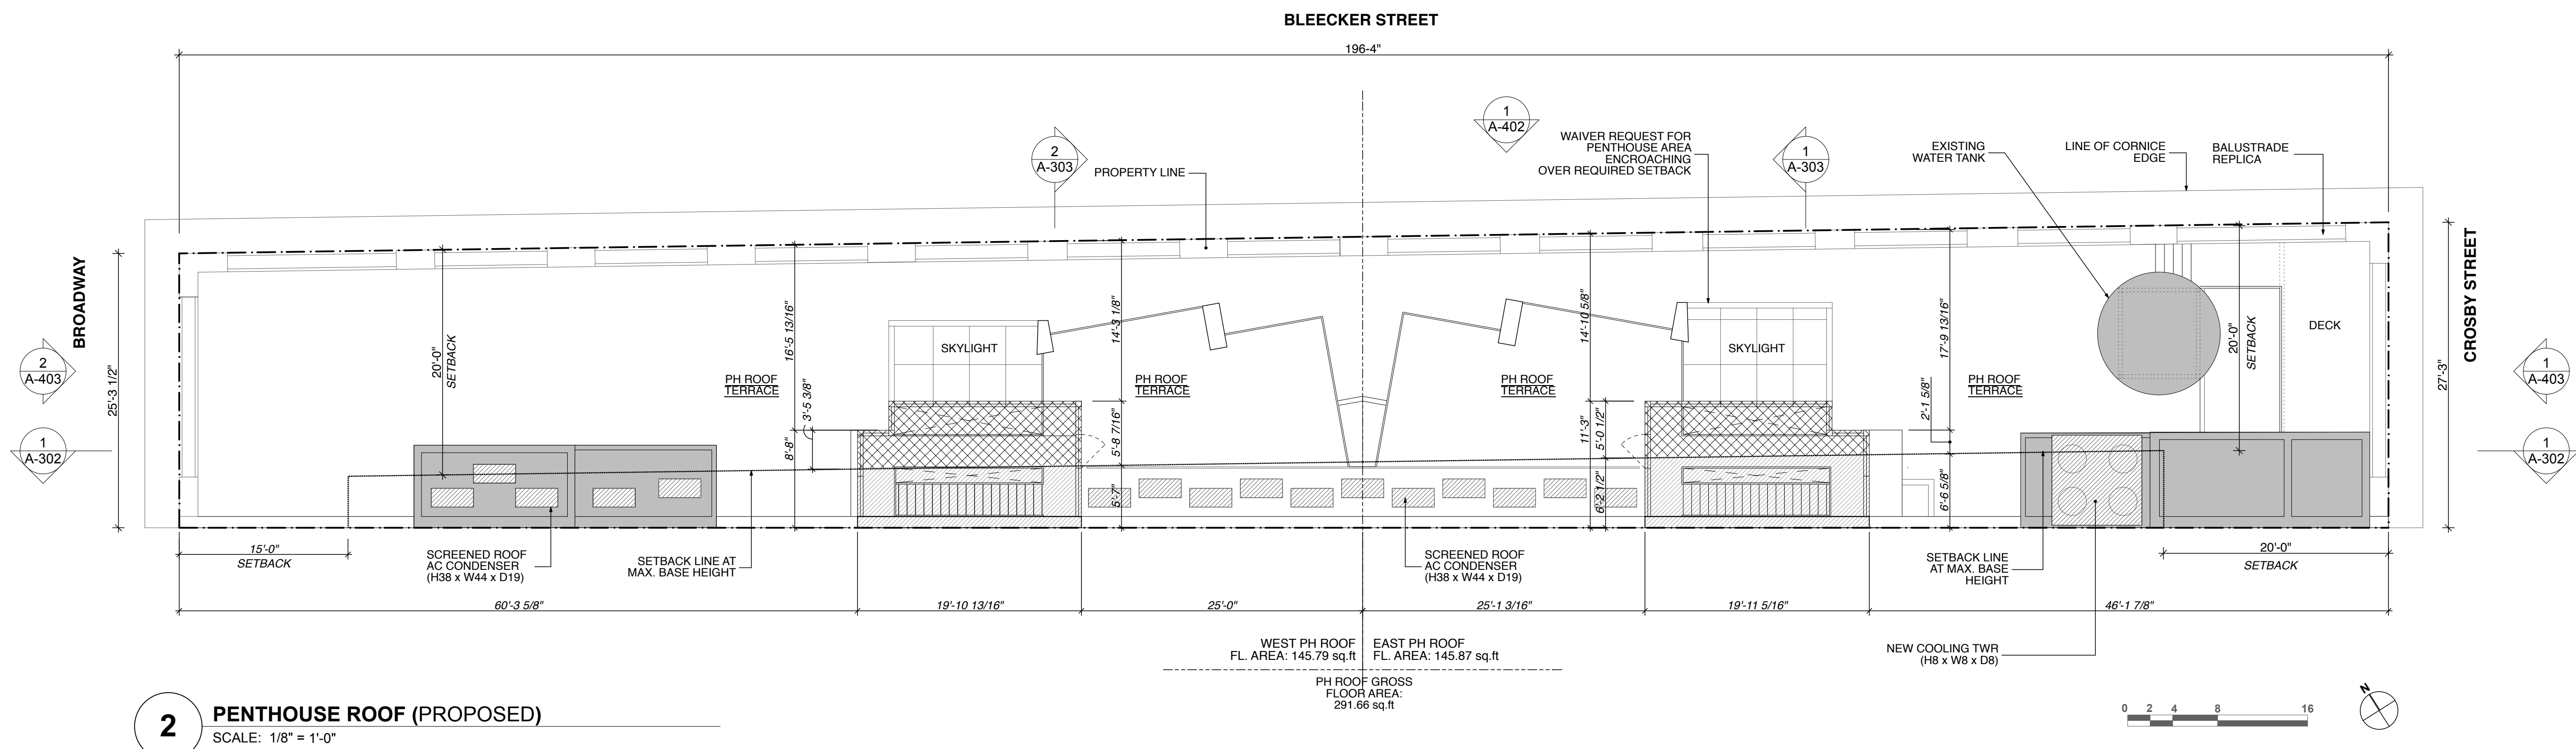 BLEECKER STREET
196-4"
1
A-402
2
A-303
PROPERTY LINE
WAIVER REQUEST FOR
PENTHOUSE AREA
ENCROACHING
OVER REQUIRED SETBACK
1
A-303
EXISTING
WATER TANK
LINE OF CORNICE
EDGE
BALUSTRADE
REPLICA
BROADWAY
2
A-403
1
A-302
25'-3 1/2"
20'-0"
SETBACK
PH ROOF
TERRACE
16'-5 13/16"
3'-5 3/8"
8'-8"
SKYLIGHT
14'-3 1/8"
5'-8 7/16"
5'-7"
PH ROOF
TERRACE
PH ROOF
TERRACE
14'-10 5/8"
11'-3"
5'-0 1/2"
6'-2 1/2"
SKYLIGHT
17'-9 13/16"
2'-1 5/8"
6'-6 5/8"
PH ROOF
TERRACE
20'-0"
SETBACK
DECK
27'-3"
CROSBY STREET
1
A-403
1
A-302
15'-0"
SETBACK
SCREENED ROOF
AC CONDENSER
(H38 x W44 x D19)
SETBACK LINE AT
MAX. BASE HEIGHT
SCREENED ROOF
AC CONDENSER
(H38 x W44 x D19)
SETBACK LINE
AT MAX. BASE
HEIGHT
20'-0"
SETBACK
60'-3 5/8"
19'-10 13/16"
25'-0"
25'-1 3/16"
19'-11 5/16"
46'-1 7/8"
WEST PH ROOF
FL. AREA: 145.79 sq.ft
EAST PH ROOF
FL. AREA: 145.87 sq.ft
PH ROOF GROSS
FLOOR AREA:
291.66 sq.ft
NEW COOLING TWR
(H8 x W8 x D8)
2
PENTHOUSE ROOF (PROPOSED)
SCALE: 1/8" = 1'-0"
0 2 4 8 16
N